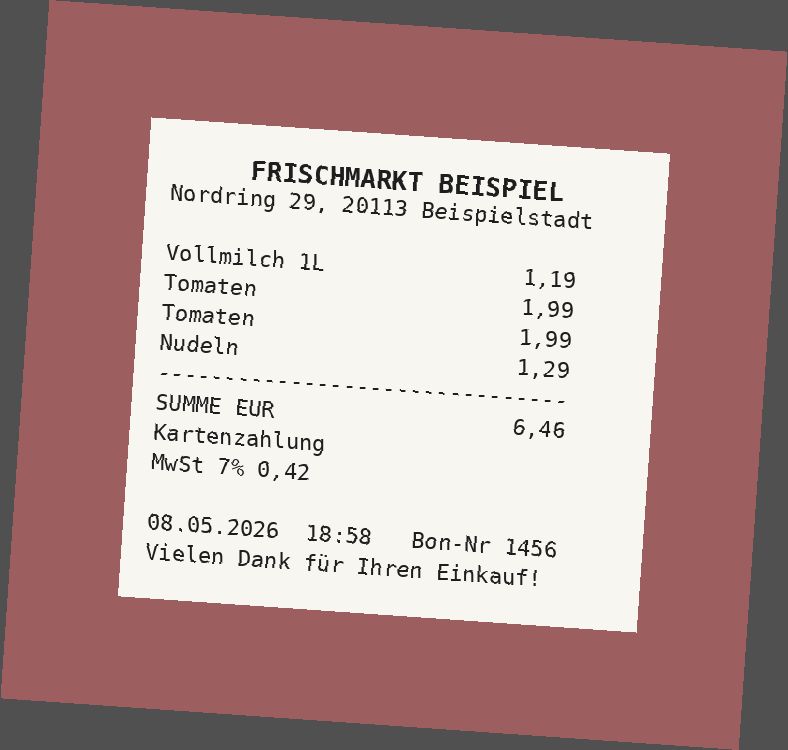 FRISCHMARKT BEISPIEL
Nordring 29, 20113 Beispielstadt
Vollmilch 1L 1,19
Tomaten 1,99
Tomaten 1,99
Nudeln 1,29
--------------------------------
SUMME EUR 6,46
Kartenzahlung
MwSt 7% 0,42
08.05.2026 18:58 Bon-Nr 1456
Vielen Dank für Ihren Einkauf!